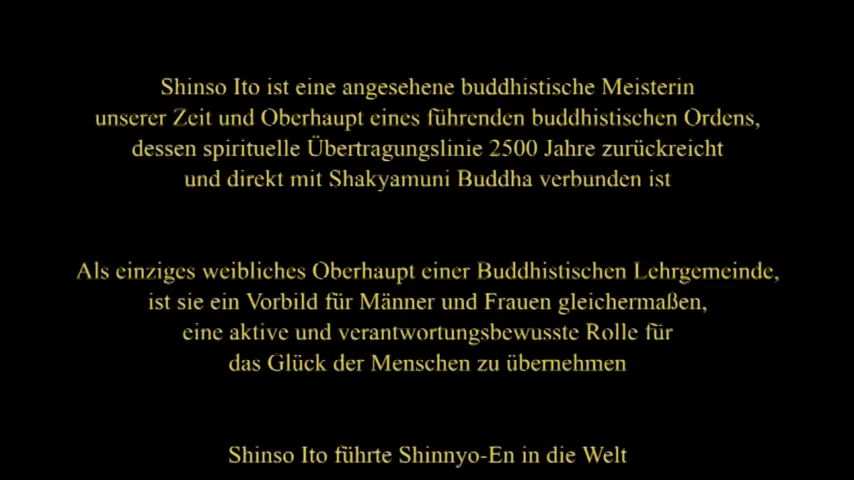 Shinso Ito ist eine angesehene buddhistische Meisterin
unserer Zeit und Oberhaupt eines führenden buddhistischen Ordens,
dessen spirituelle Übertragungslinie 2500 Jahre zurückreicht
und direkt mit Shakyamuni Buddha verbunden ist
Als einziges weibliches Oberhaupt einer Buddhistischen Lehrgemeinde,
ist sie ein Vorbild für Männer und Frauen gleichermaßen,
eine aktive und verantwortungsbewusste Rolle für
das Glück der Menschen zu übernehmen
Shinso Ito führte Shinnyo-En in die Welt